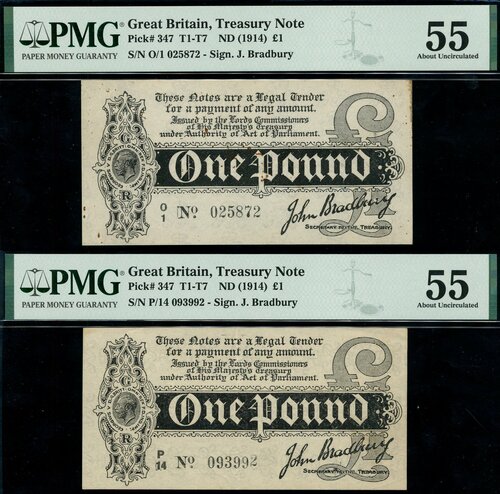 PMG
PAPER MONEY GUARANTY
Great Britain, Treasury Note
Pick# 347 T1-T7 ND (1914) £1
S/N O/1 025872 - Sign. J. Bradbury
55
About Uncirculated
These Notes are a Legal Tender
for a payment of any amount.
Issued by the Lords Commissioners
of His Majesty's Treasury
under Authority of Act of Parliament.
£
G
R
One Pound
O/1 No 025872
John Bradbury
SECRETARY TO THE TREASURY.
PMG
PAPER MONEY GUARANTY
Great Britain, Treasury Note
Pick# 347 T1-T7 ND (1914) £1
S/N P/14 093992 - Sign. J. Bradbury
55
About Uncirculated
These Notes are a Legal Tender
for a payment of any amount.
Issued by the Lords Commissioners
of His Majesty's Treasury
under Authority of Act of Parliament.
£
G
R
One Pound
P/14 No 093992
John Bradbury
SECRETARY TO THE TREASURY.